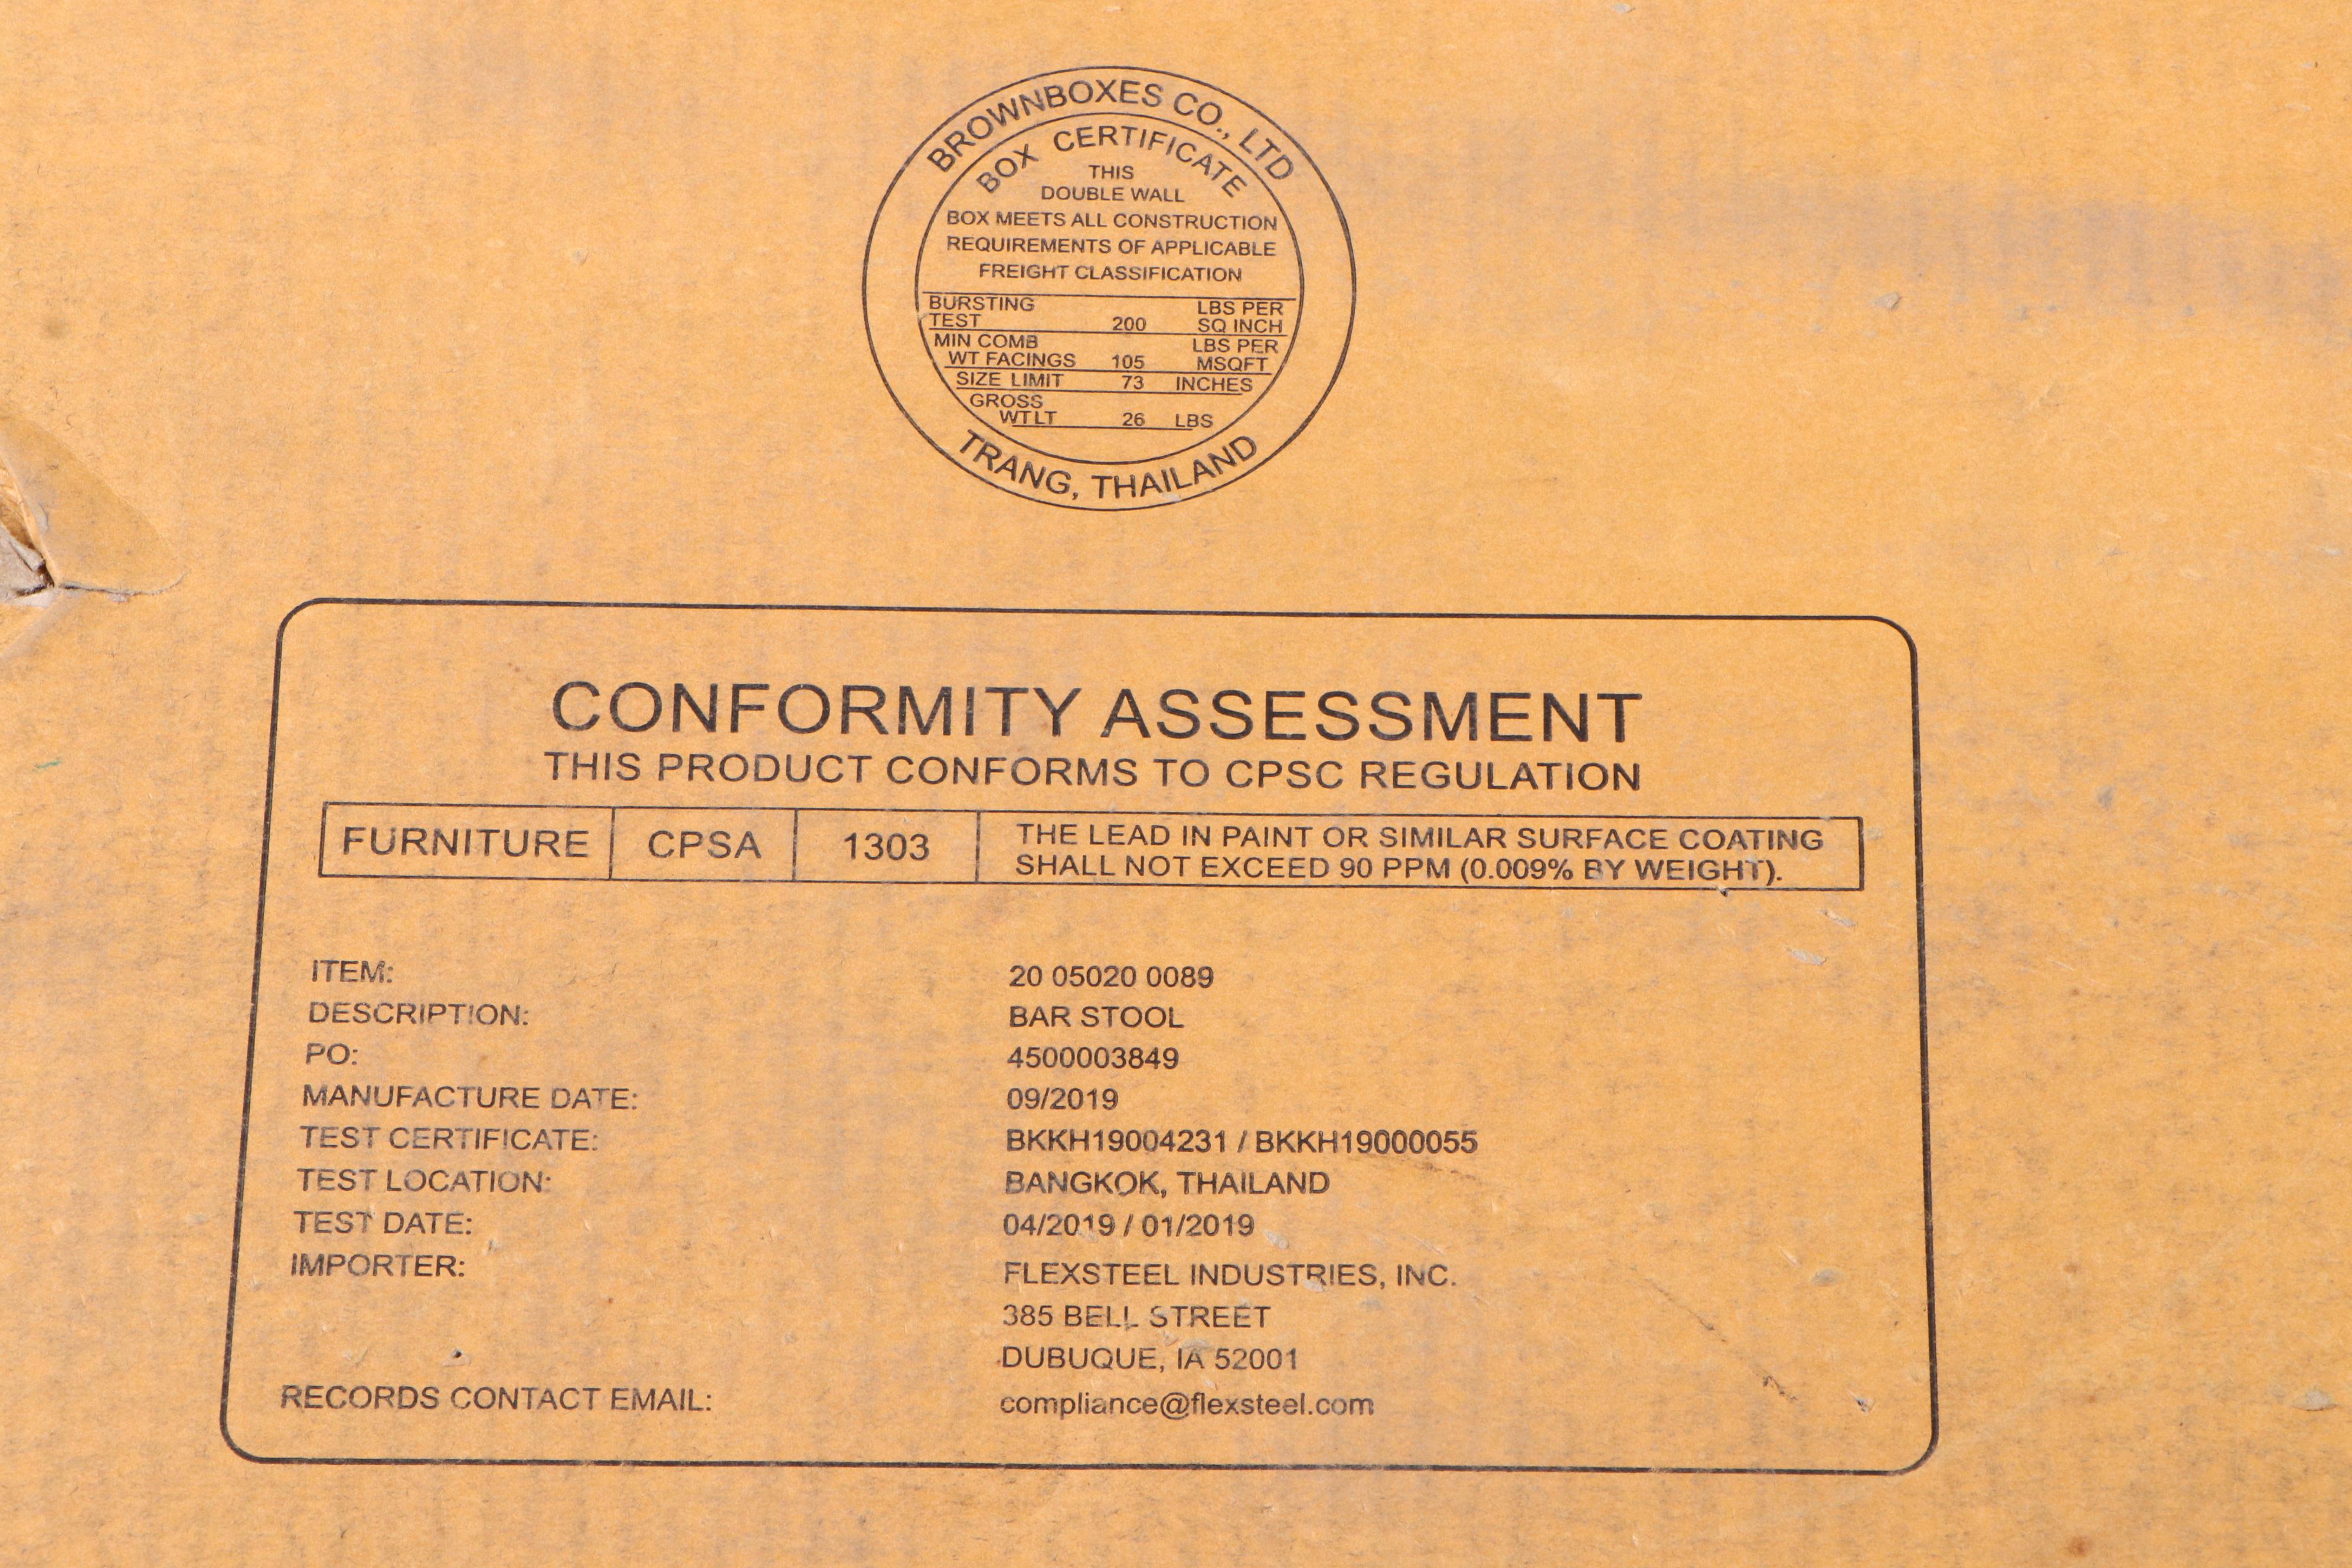 BROWNBOXES CO., LTD
BOX CERTIFICATE
THIS
DOUBLE WALL
BOX MEETS ALL CONSTRUCTION
REQUIREMENTS OF APPLICABLE
FREIGHT CLASSIFICATION
BURSTING LBS PER
TEST 200 SQ INCH
MIN COMB LBS PER
WT FACINGS 105 MSQFT
SIZE LIMIT 73 INCHES
GROSS
WT LT 26 LBS
TRANG, THAILAND
CONFORMITY ASSESSMENT
THIS PRODUCT CONFORMS TO CPSC REGULATION
FURNITURE CPSA 1303 THE LEAD IN PAINT OR SIMILAR SURFACE COATING
SHALL NOT EXCEED 90 PPM (0.009% BY WEIGHT).
ITEM: 20 05020 0089
DESCRIPTION: BAR STOOL
PO: 4500003849
MANUFACTURE DATE: 09/2019
TEST CERTIFICATE: BKKH19004231 / BKKH19000055
TEST LOCATION: BANGKOK, THAILAND
TEST DATE: 04/2019 / 01/2019
IMPORTER: FLEXSTEEL INDUSTRIES, INC.
385 BELL STREET
DUBUQUE, IA 52001
RECORDS CONTACT EMAIL: compliance@flexsteel.com